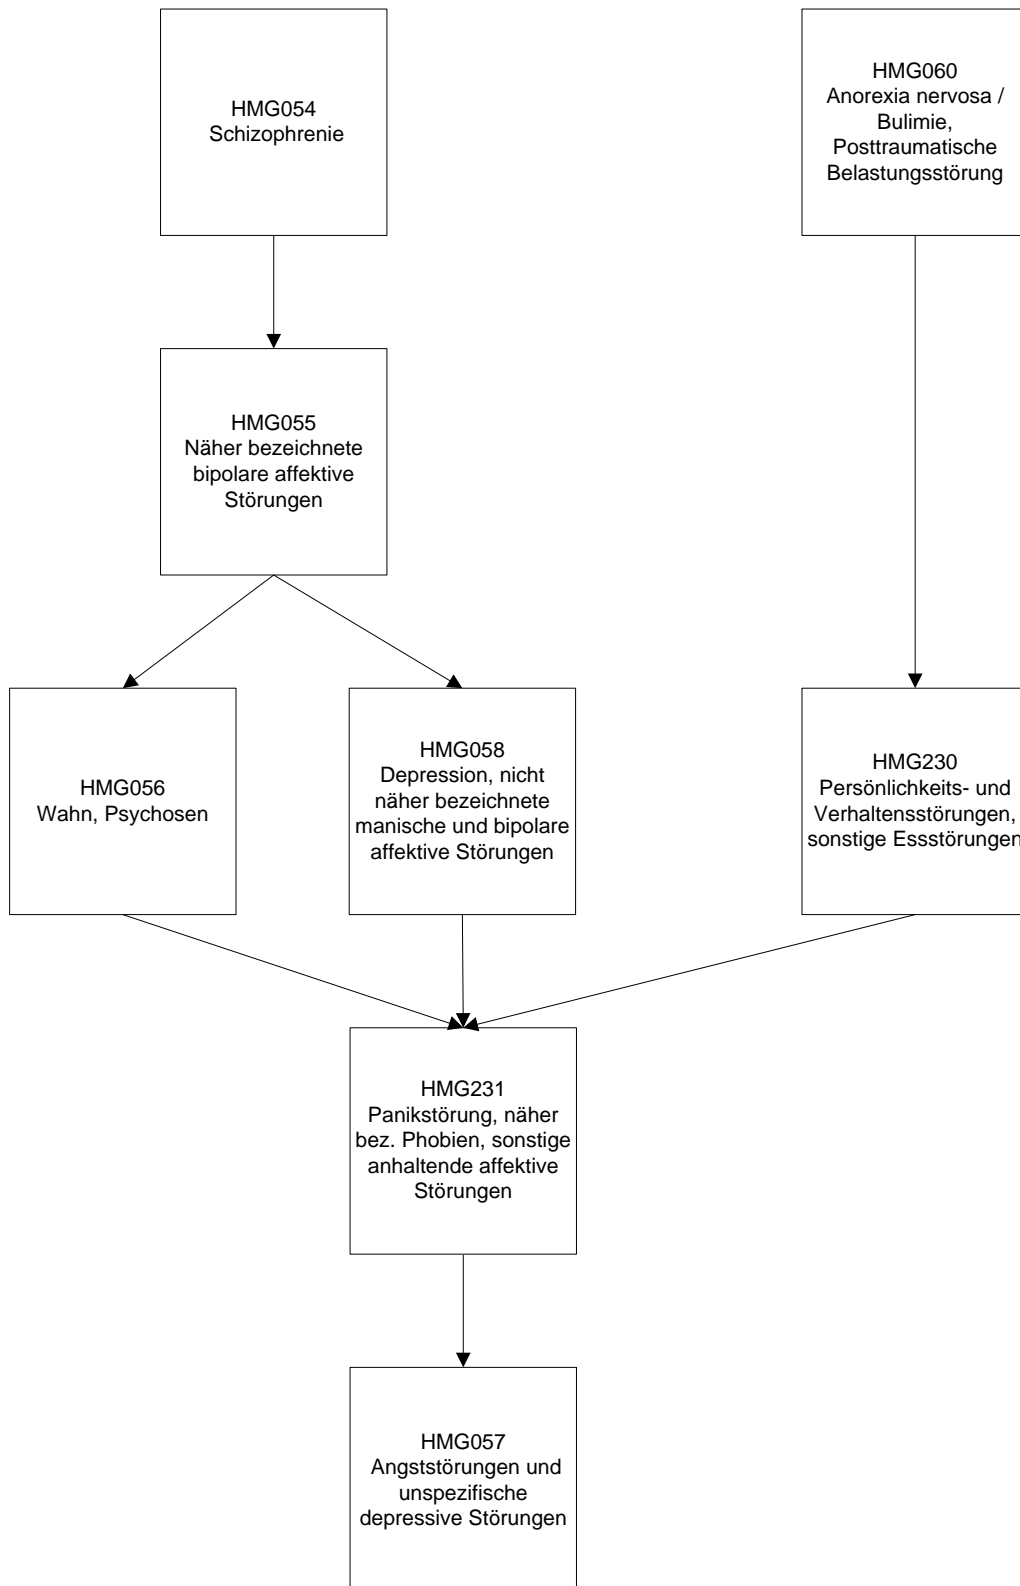 HMG054
Schizophrenie
HMG060
Anorexia nervosa /
Bulimie,
Posttraumatische
Belastungsstörung
HMG055
Näher bezeichnete
bipolare affektive
Störungen
HMG056
Wahn, Psychosen
HMG058
Depression, nicht
näher bezeichnete
manische und bipolare
affektive Störungen
HMG230
Persönlichkeits- und
Verhaltensstörungen,
sonstige Essstörungen
HMG231
Panikstörung, näher
bez. Phobien, sonstige
anhaltende affektive
Störungen
HMG057
Angststörungen und
unspezifische
depressive Störungen